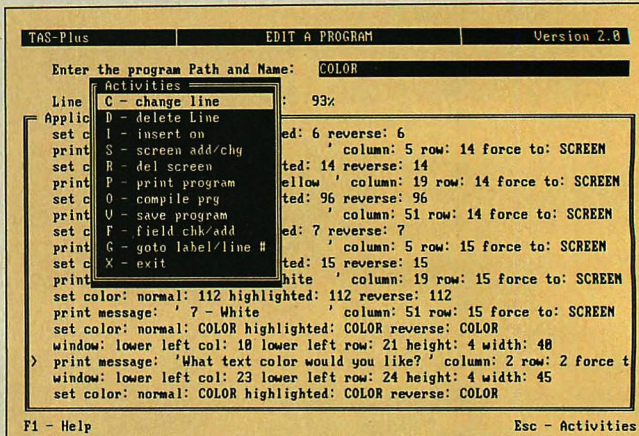 TAS-Plus EDIT A PROGRAM Version 2.0
Enter the program Path and Name: COLOR
Line : 93%
Activities
C - change line
D - delete Line
I - insert on
S - screen add/chg
R - del screen
P - print program
O - compile prg
V - save program
F - field chk/add
G - goto label/line #
X - exit
Applic
set c ed: 6 reverse: 6
print ' column: 5 row: 14 force to: SCREEN
set c ted: 14 reverse: 14
print ellow ' column: 19 row: 14 force to: SCREEN
set c ted: 96 reverse: 96
print ' column: 51 row: 14 force to: SCREEN
set c ed: 7 reverse: 7
print ' column: 5 row: 15 force to: SCREEN
set c ted: 15 reverse: 15
print hite ' column: 19 row: 15 force to: SCREEN
set color: normal: 112 highlighted: 112 reverse: 112
print message: ' 7 - White ' column: 51 row: 15 force to: SCREEN
set color: normal: COLOR highlighted: COLOR reverse: COLOR
window: lower left col: 10 lower left row: 21 height: 4 width: 40
> print message: 'What text color would you like? ' column: 2 row: 2 force t
window: lower left col: 23 lower left row: 24 height: 4 width: 45
set color: normal: COLOR highlighted: COLOR reverse: COLOR
F1 - Help Esc - Activities